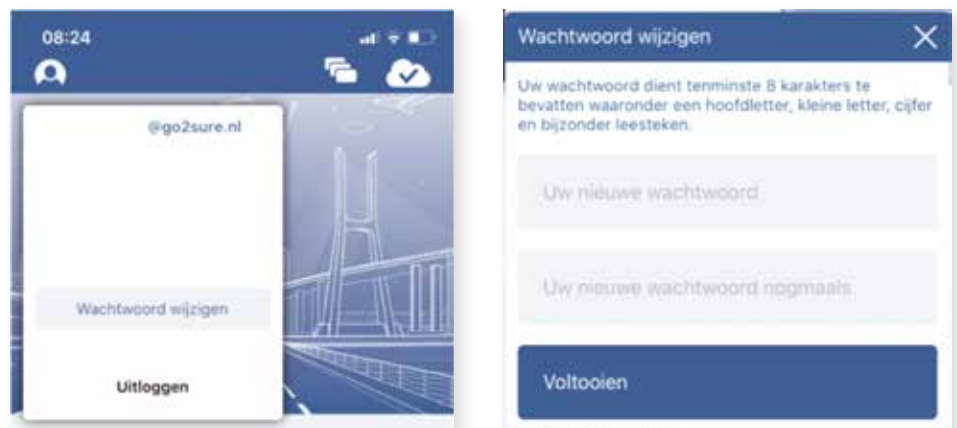 08:24
@go2sure.nl
Wachtwoord wijzigen
Uitloggen
Wachtwoord wijzigen
Uw wachtwoord dient tenminste 8 karakters te
bevatten waaronder een hoofdletter, kleine letter, cijfer
en bijzonder leesteken.
Uw nieuwe wachtwoord
Uw nieuwe wachtwoord nogmaals
Voltooien